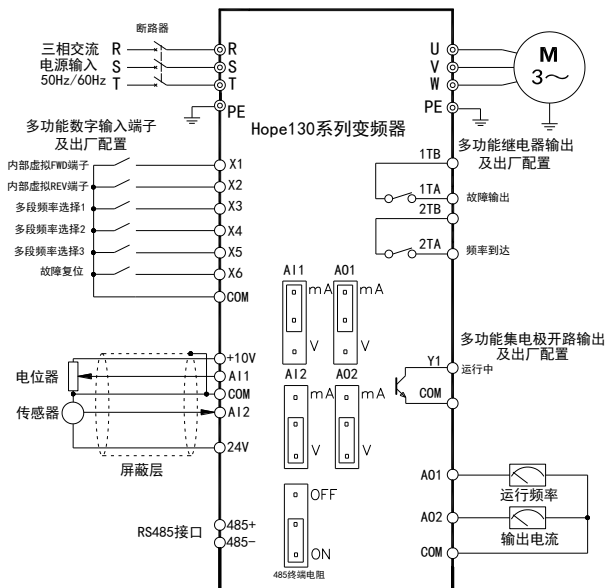 断路器
三相交流
电源输入
50Hz/60Hz
R
S
T
R
S
T
PE
U
V
W
PE
M
3～
Hope130系列变频器
多功能数字输入端子
及出厂配置
内部虚拟FWD端子
内部虚拟REV端子
多段频率选择1
多段频率选择2
多段频率选择3
故障复位
X1
X2
X3
X4
X5
X6
COM
多功能继电器输出
及出厂配置
1TB
1TA
故障输出
2TB
2TA
频率到达
AI1
mA
V
AO1
mA
V
AI2
mA
V
AO2
mA
V
OFF
ON
485终端电阻
电位器
传感器
屏蔽层
+10V
AI1
COM
AI2
24V
RS485接口
485+
485-
多功能集电极开路输出
及出厂配置
Y1
运行中
COM
AO1
运行频率
AO2
输出电流
COM